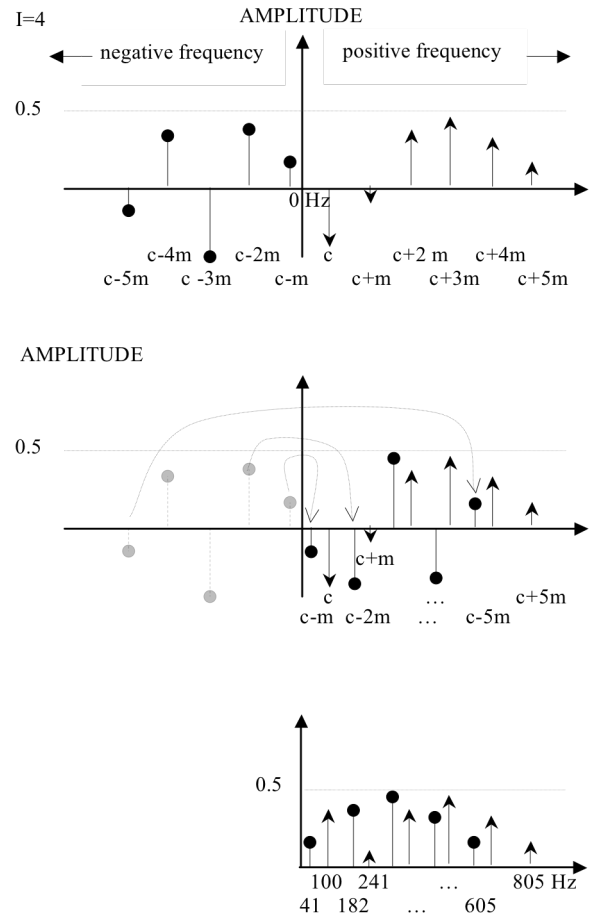 I=4
AMPLITUDE
negative frequency
positive frequency
0.5
0 Hz
c-4m c-2m c c+2 m c+4m
c-5m c -3m c-m c+m c+3m c+5m
AMPLITUDE
0.5
c+m
c … c+5m
c-m c-2m … c-5m
0.5
100 241 … 805 Hz
41 182 … 605